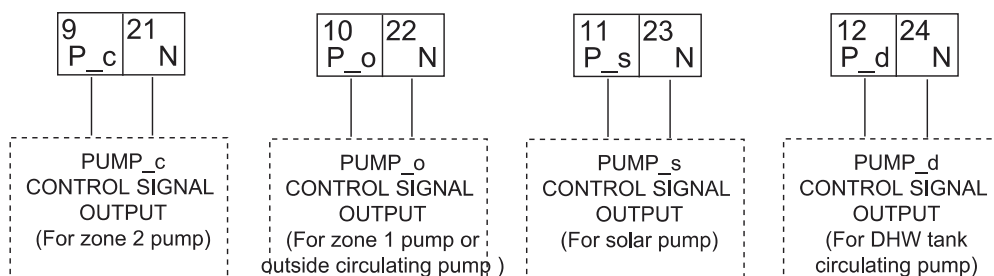 9 21
P_c N
10 22
P_o N
11 23
P_s N
12 24
P_d N
PUMP_c
CONTROL SIGNAL
OUTPUT
(For zone 2 pump)
PUMP_o
CONTROL SIGNAL
OUTPUT
(For zone 1 pump or
outside circulating pump )
PUMP_s
CONTROL SIGNAL
OUTPUT
(For solar pump)
PUMP_d
CONTROL SIGNAL
OUTPUT
(For DHW tank
circulating pump)